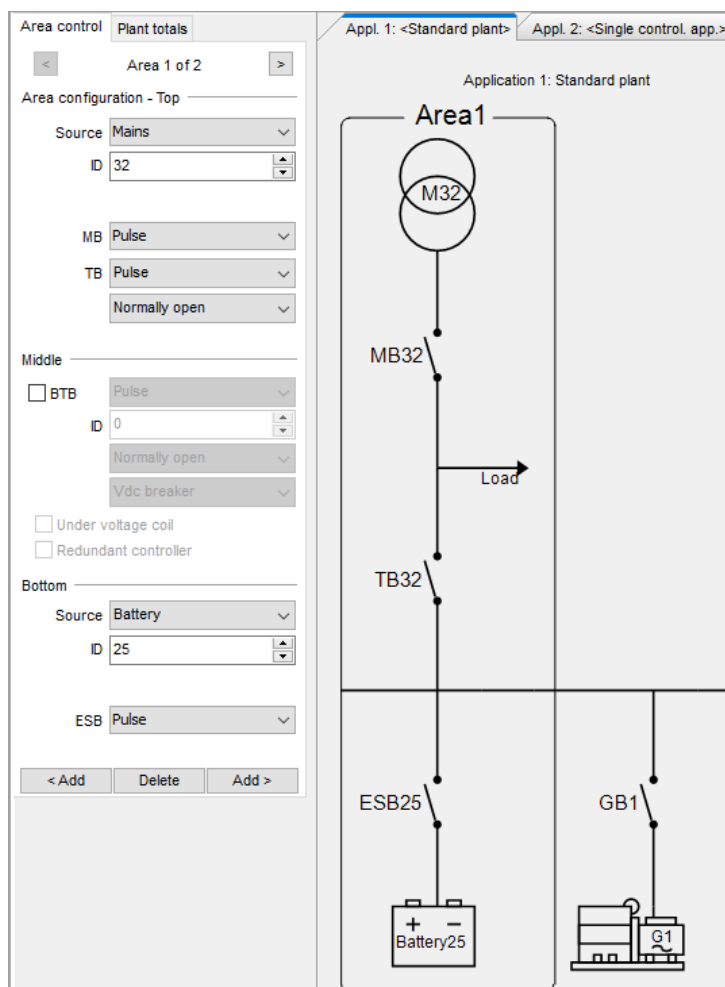 Area control
Plant totals
<
Area 1 of 2
>
Area configuration - Top
Source Mains
ID 32
MB Pulse
TB Pulse
Normally open
Middle
BTB Pulse
ID 0
Normally open
Vdc breaker
Under voltage coil
Redundant controller
Bottom
Source Battery
ID 25
ESB Pulse
< Add
Delete
Add >
Appl. 1: <Standard plant>
Appl. 2: <Single control. app.>
Application 1: Standard plant
Area1
M32
MB32
Load
TB32
ESB25
GB1
+ −
Battery25
G1
~